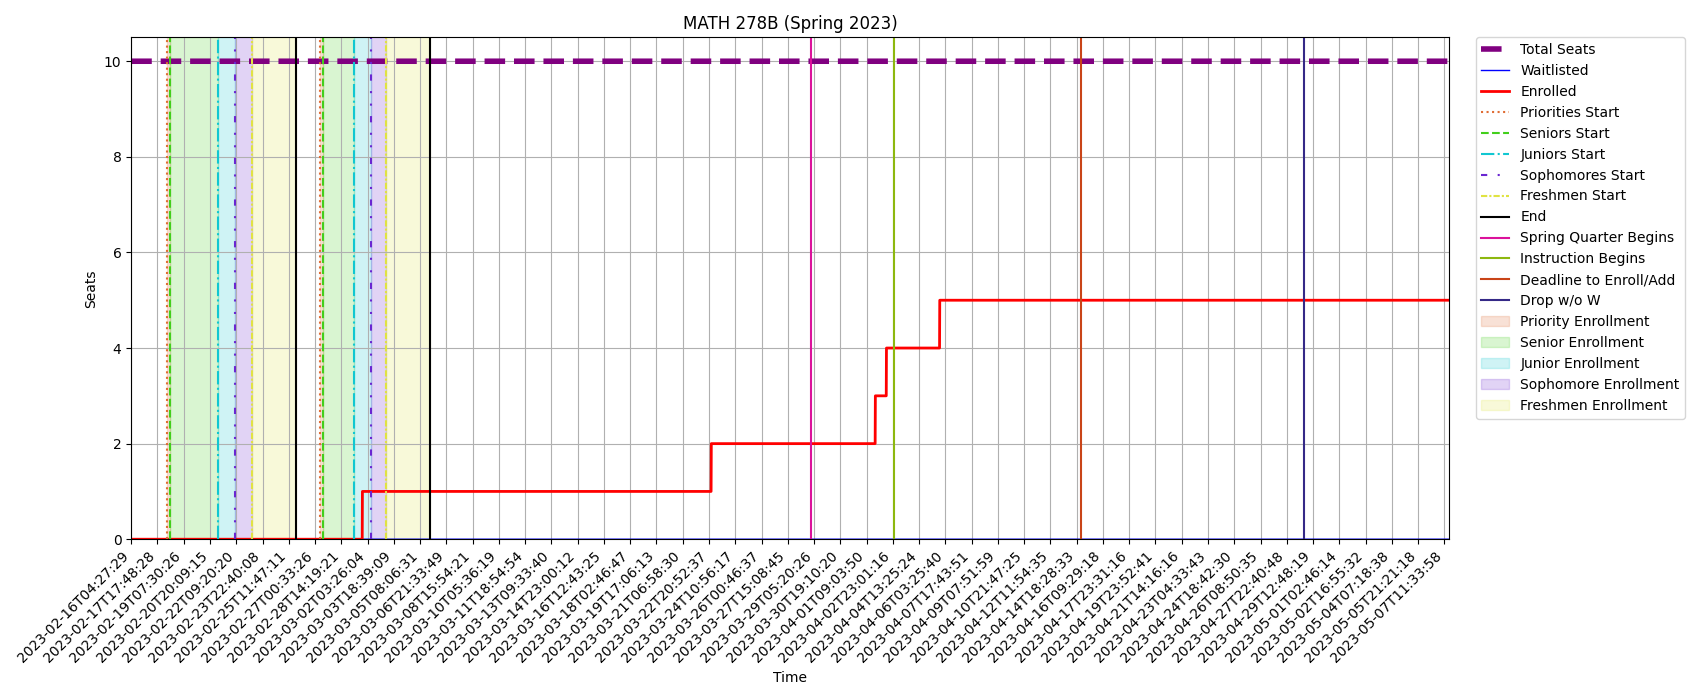 MATH 278B (Spring 2023)
10
8
6
4
2
0
Seats
2023-02-16T04:27:29
2023-02-17T17:48:28
2023-02-19T07:30:26
2023-02-20T20:09:15
2023-02-22T09:20:20
2023-02-23T22:40:08
2023-02-25T11:47:11
2023-02-27T00:33:26
2023-02-28T14:19:21
2023-03-02T03:26:04
2023-03-03T18:39:09
2023-03-05T08:06:31
2023-03-06T21:33:49
2023-03-08T15:54:21
2023-03-10T05:36:19
2023-03-11T18:54:54
2023-03-13T09:33:40
2023-03-14T23:00:12
2023-03-16T12:43:25
2023-03-18T02:46:47
2023-03-19T17:06:13
2023-03-21T06:58:30
2023-03-22T20:52:37
2023-03-24T10:56:17
2023-03-26T00:46:37
2023-03-27T15:08:45
2023-03-29T05:20:26
2023-03-30T19:10:20
2023-04-01T09:03:50
2023-04-02T23:01:16
2023-04-04T13:25:24
2023-04-06T03:25:40
2023-04-07T17:43:51
2023-04-09T07:51:59
2023-04-10T21:47:25
2023-04-12T11:54:35
2023-04-14T18:28:33
2023-04-16T09:29:18
2023-04-17T23:31:16
2023-04-19T23:52:41
2023-04-21T14:16:16
2023-04-23T04:33:43
2023-04-24T18:42:30
2023-04-26T08:50:35
2023-04-27T22:40:48
2023-04-29T12:48:19
2023-05-01T02:46:14
2023-05-02T16:55:32
2023-05-04T07:18:38
2023-05-05T21:21:18
2023-05-07T11:33:58
Time
Total Seats
Waitlisted
Enrolled
Priorities Start
Seniors Start
Juniors Start
Sophomores Start
Freshmen Start
End
Spring Quarter Begins
Instruction Begins
Deadline to Enroll/Add
Drop w/o W
Priority Enrollment
Senior Enrollment
Junior Enrollment
Sophomore Enrollment
Freshmen Enrollment